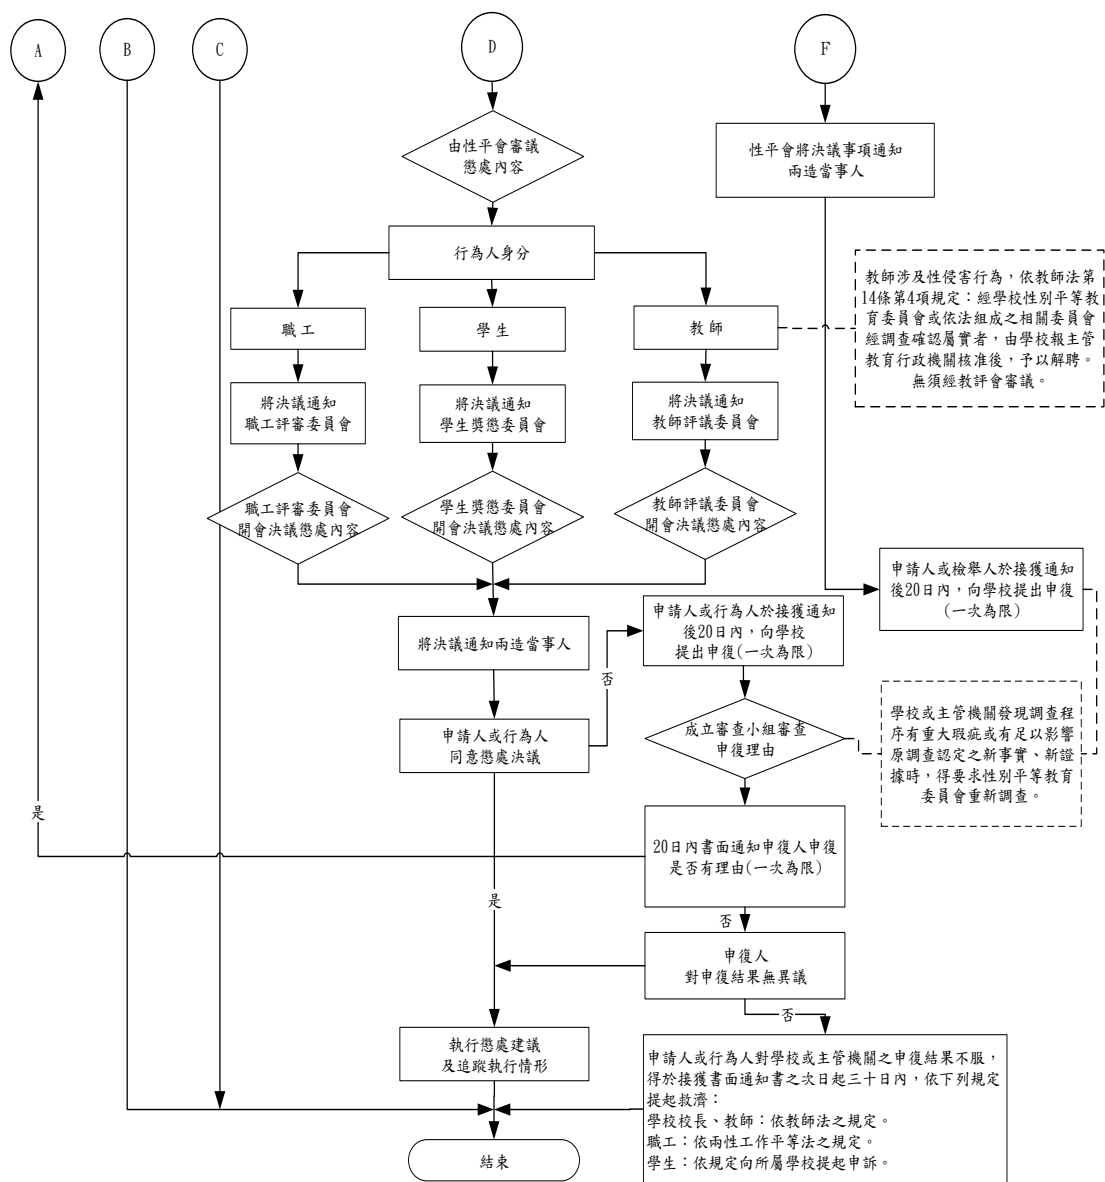 A
B
C
D
F
由性平會審議
懲處內容
性平會將決議事項通知
兩造當事人
行為人身分
教師涉及性侵害行為，依教師法第
14條第4項規定：經學校性別平等教
育委員會或依法組成之相關委員會
經調查確認屬實者，由學校報主管
教育行政機關核准後，予以解聘。
無須經教評會審議。
職工
學生
教師
將決議通知
職工評審委員會
將決議通知
學生獎懲委員會
將決議通知
教師評議委員會
職工評審委員會
開會決議懲處內容
學生獎懲委員會
開會決議懲處內容
教師評議委員會
開會決議懲處內容
申請人或檢舉人於接獲通知
後20日內，向學校提出申復
(一次為限)
申請人或行為人於接獲通知
後20日內，向學校
提出申復(一次為限)
將決議通知兩造當事人
否
申請人或行為人
同意懲處決議
成立審查小組審查
申復理由
學校或主管機關發現調查程
序有重大瑕疵或有足以影響
原調查認定之新事實、新證
據時，得要求性別平等教育
委員會重新調查。
是
20日內書面通知申復人申復
是否有理由(一次為限)
是
否
申復人
對申復結果無異議
否
執行懲處建議
及追蹤執行情形
申請人或行為人對學校或主管機關之申復結果不服，
得於接獲書面通知書之次日起三十日內，依下列規定
提起救濟：
學校校長、教師：依教師法之規定。
職工：依兩性工作平等法之規定。
學生：依規定向所屬學校提起申訴。
結束